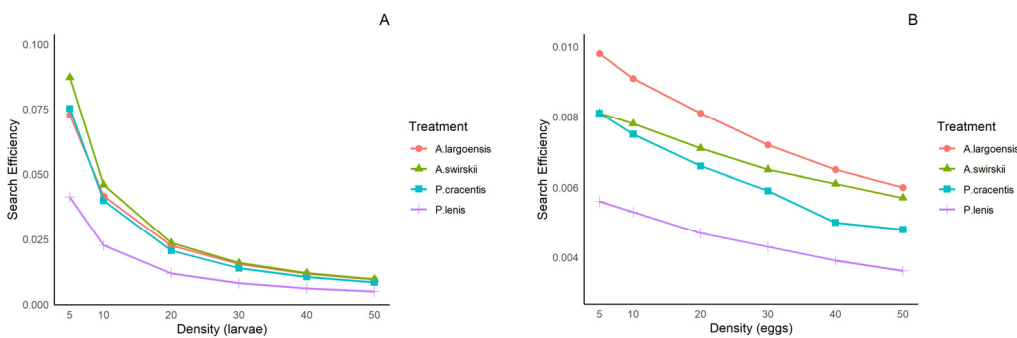 A
Search Efficiency
0.100
0.075
0.050
0.025
0.000
5 10 20 30 40 50
Density (larvae)
Treatment
A.largoensis
A.swirskii
P.cracentis
P.lenis
B
Search Efficiency
0.010
0.008
0.006
0.004
5 10 20 30 40 50
Density (eggs)
Treatment
A.largoensis
A.swirskii
P.cracentis
P.lenis